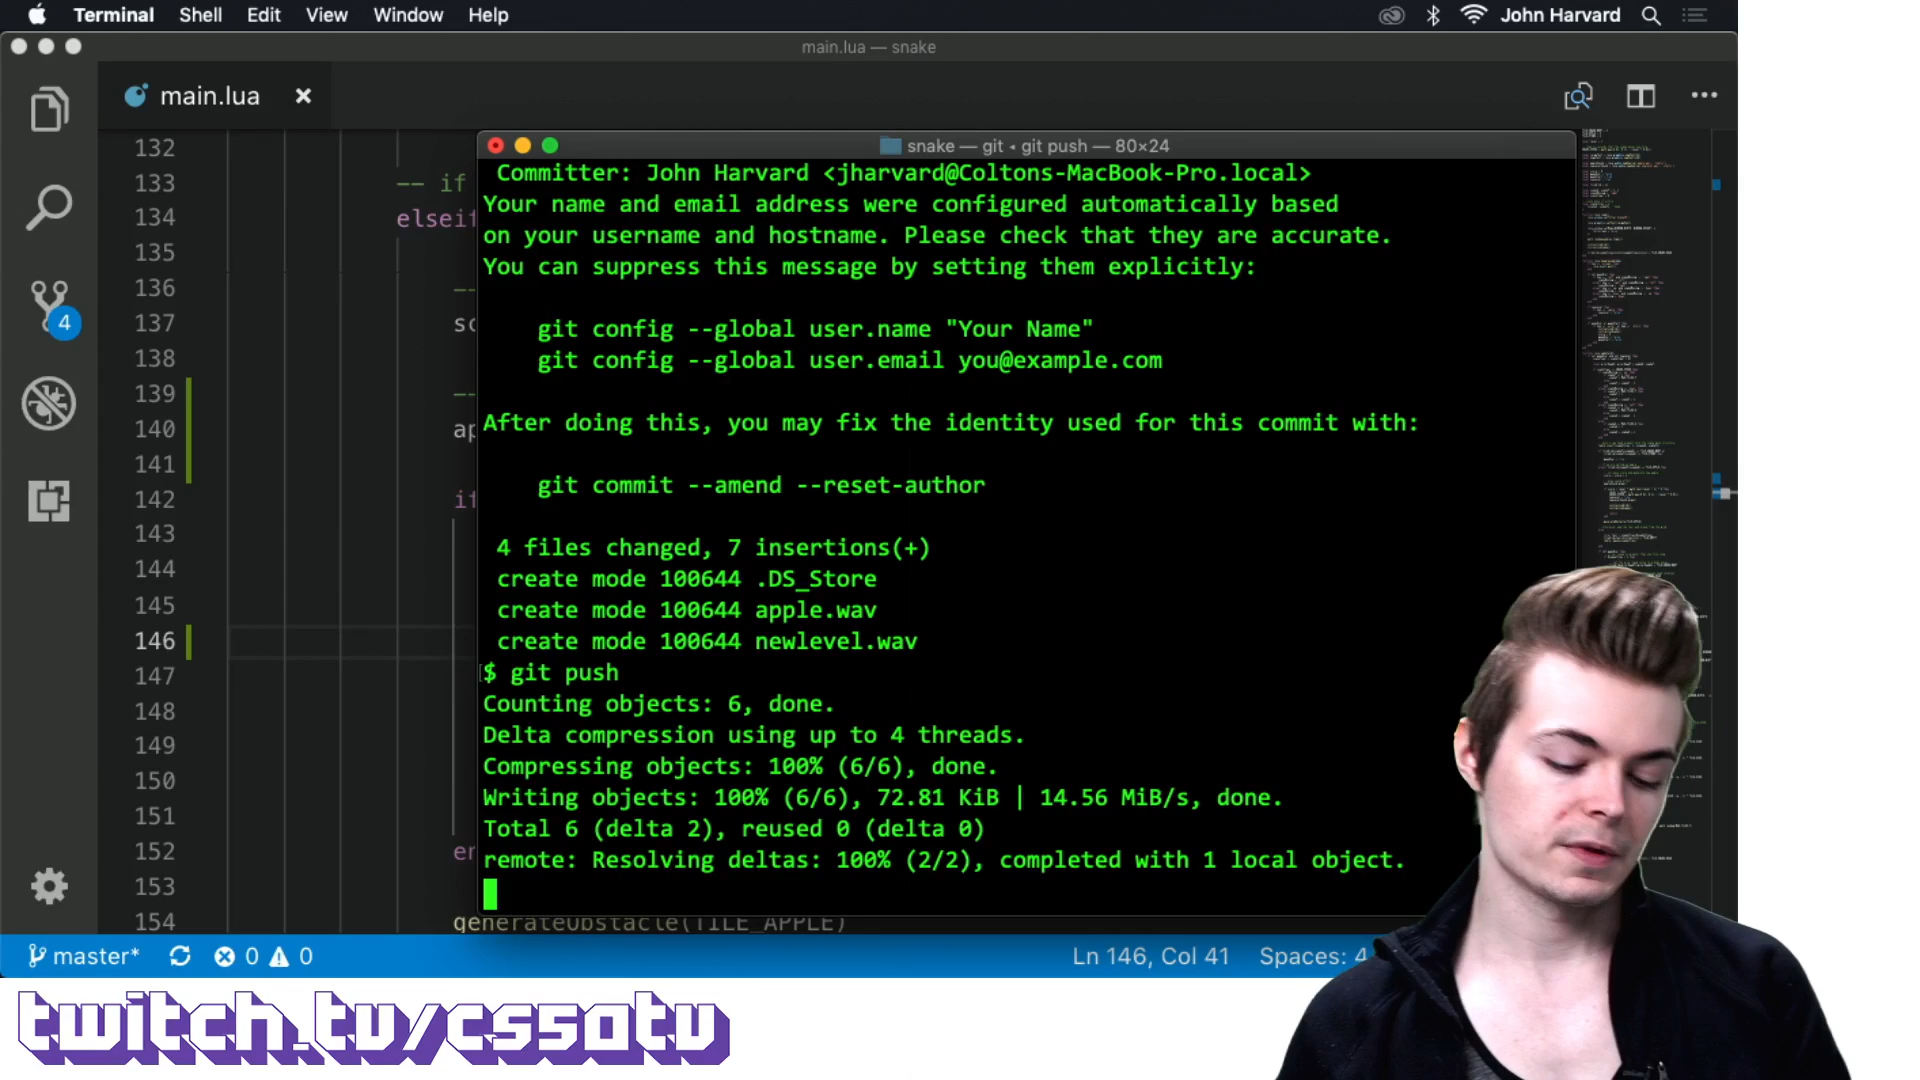 Terminal Shell Edit View Window Help John Harvard
main.lua — snake
main.lua
snake — git ◂ git push — 80×24
132
133 -- if
134 elseif
135
136 --
137 sc
138
139 --
140 ap
141
142 if
143
144
145
146
147
148
149
150
151
152 en
153
154 generateObstacle(TILE_APPLE)
Committer: John Harvard <jharvard@Coltons-MacBook-Pro.local>
Your name and email address were configured automatically based
on your username and hostname. Please check that they are accurate.
You can suppress this message by setting them explicitly:
git config --global user.name "Your Name"
git config --global user.email you@example.com
After doing this, you may fix the identity used for this commit with:
git commit --amend --reset-author
4 files changed, 7 insertions(+)
create mode 100644 .DS_Store
create mode 100644 apple.wav
create mode 100644 newlevel.wav
$ git push
Counting objects: 6, done.
Delta compression using up to 4 threads.
Compressing objects: 100% (6/6), done.
Writing objects: 100% (6/6), 72.81 KiB | 14.56 MiB/s, done.
Total 6 (delta 2), reused 0 (delta 0)
remote: Resolving deltas: 100% (2/2), completed with 1 local object.
4
master* 0 0 Ln 146, Col 41 Spaces: 4
twitch.tv/cs50tv